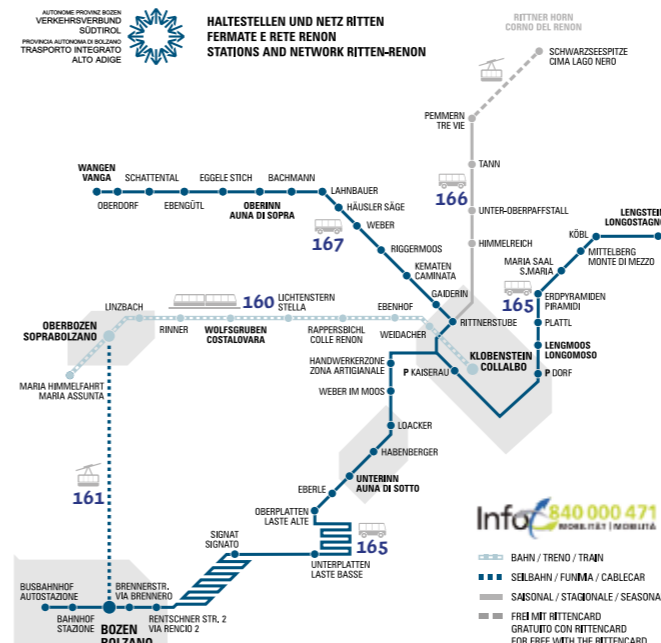 AUTONOME PROVINZ BOZEN
VERKEHRSVERBUND
SÜDTIROL
PROVINCIA AUTONOMA DI BOLZANO
TRASPORTO INTEGRATO
ALTO ADIGE
HALTESTELLEN UND NETZ RITTEN
FERMATE E RETE RENON
STATIONS AND NETWORK RITTEN-RENON
RITTNER HORN
CORNO DEL RENON
SCHWARZSEESPITZE
CIMA LAGO NERO
PEMMERN
TRE VIE
TANN
166
UNTER-OBERPFAFFSTALL
HIMMELREICH
WANGEN
VANGA
OBERDORF
SCHATTENTAL
EBENGÜTL
EGGELE STICH
OBERINN
AUNA DI SOPRA
BACHMANN
LAHNBAUER
HÄUSLER SÄGE
167
WEBER
RIGGERMOOS
KEMATEN
CAMINATA
GAIDERIN
RITTNERSTUBE
LENGSTEIN
LONGOSTAGNO
KÖBL
MITTELBERG
MONTE DI MEZZO
MARIA SAAL
S.MARIA
165
ERDPYRAMIDEN
PIRAMIDI
PLATTL
LENGMOOS
LONGOMOSO
P DORF
KLOBENSTEIN
COLLALBO
160
LINZBACH
OBERBOZEN
SOPRABOLZANO
RINNER
WOLFSGRUBEN
COSTALOVARA
LICHTENSTERN
STELLA
RAPPERSBICHL
COLLE RENON
EBENHOF
WEIDACHER
MARIA HIMMELFAHRT
MARIA ASSUNTA
HANDWERKERZONE
ZONA ARTIGIANALE
P KAISERAU
WEBER IM MOOS
LOACKER
HABENBERGER
UNTERINN
AUNA DI SOTTO
EBERLE
OBERPLATTEN
LASTE ALTE
165
UNTERPLATTEN
LASTE BASSE
SIGNAT
SIGNATO
161
BUSBAHNHOF
AUTOSTAZIONE
BRENNERSTR.
VIA BRENNERO
BAHNHOF
STAZIONE
BOZEN
BOLZANO
RENTSCHNER STR. 2
VIA RENCIO 2
Info 840 000 471
MOBILITÄT | MOBILITÀ
BAHN / TRENO / TRAIN
SEILBAHN / FUNIVIA / CABLECAR
SAISONAL / STAGIONALE / SEASONA
FREI MIT RITTENCARD
GRATUITO CON RITTENCARD
FOR FREE WITH THE RITTENCARD